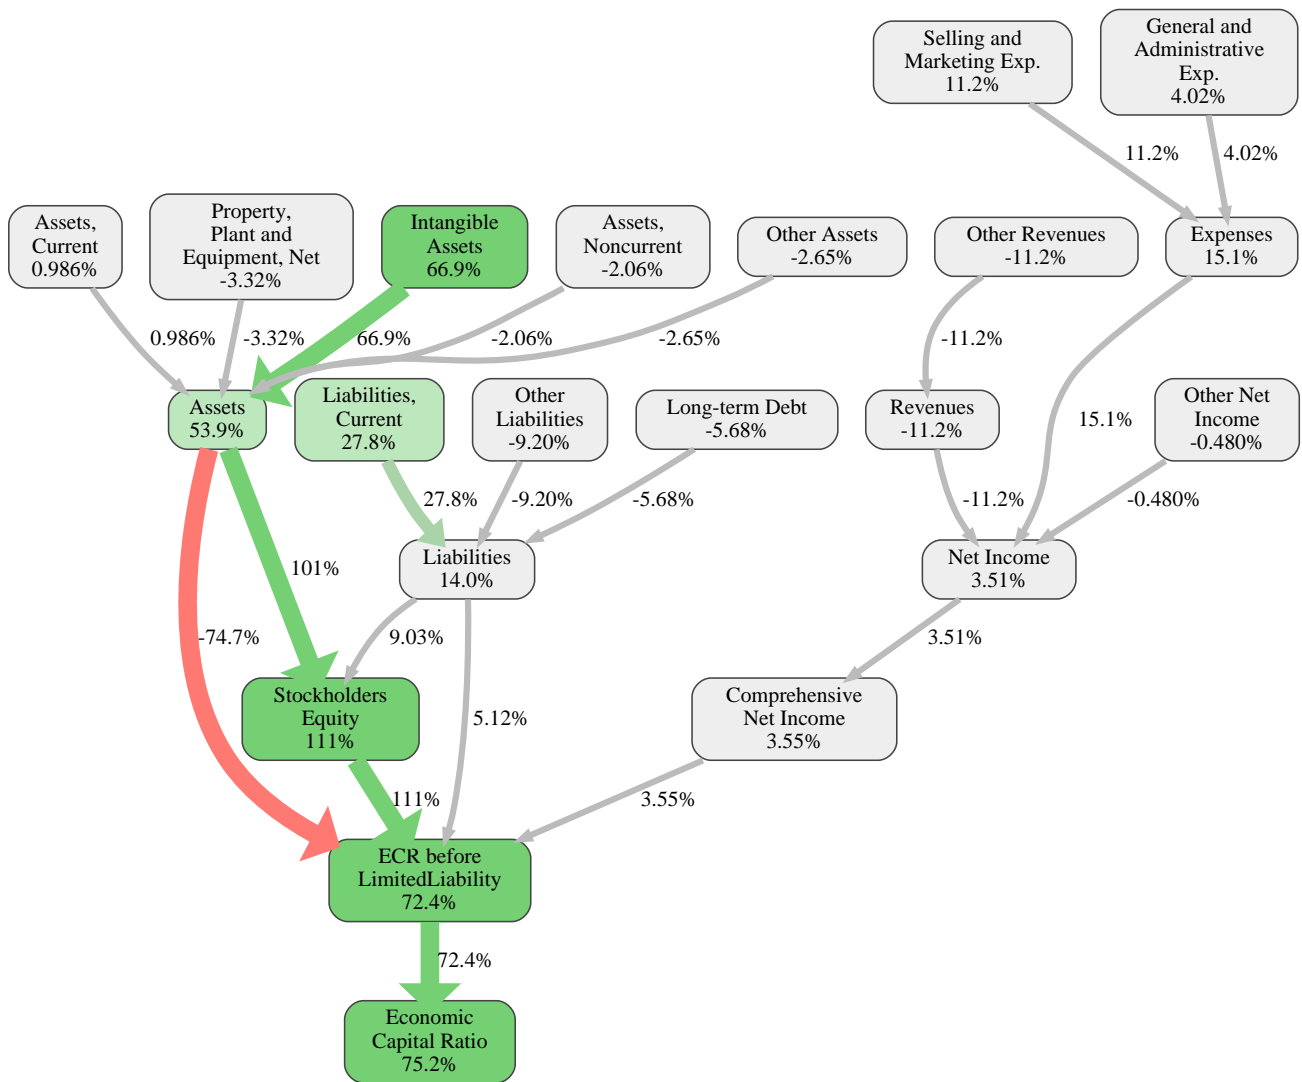 Selling and
Marketing Exp.
11.2%
General and
Administrative
Exp.
4.02%
11.2%
4.02%
Assets,
Current
0.986%
Property,
Plant and
Equipment, Net
-3.32%
Intangible
Assets
66.9%
Assets,
Noncurrent
-2.06%
Other Assets
-2.65%
Other Revenues
-11.2%
Expenses
15.1%
0.986%
-3.32%
66.9%
-2.06%
-2.65%
-11.2%
Assets
53.9%
Liabilities,
Current
27.8%
Other
Liabilities
-9.20%
Long-term Debt
-5.68%
Revenues
-11.2%
15.1%
Other Net
Income
-0.480%
27.8%
-9.20%
-5.68%
-11.2%
-0.480%
101%
Liabilities
14.0%
Net Income
3.51%
-74.7%
9.03%
3.51%
Stockholders
Equity
111%
5.12%
Comprehensive
Net Income
3.55%
111%
3.55%
ECR before
LimitedLiability
72.4%
72.4%
Economic
Capital Ratio
75.2%